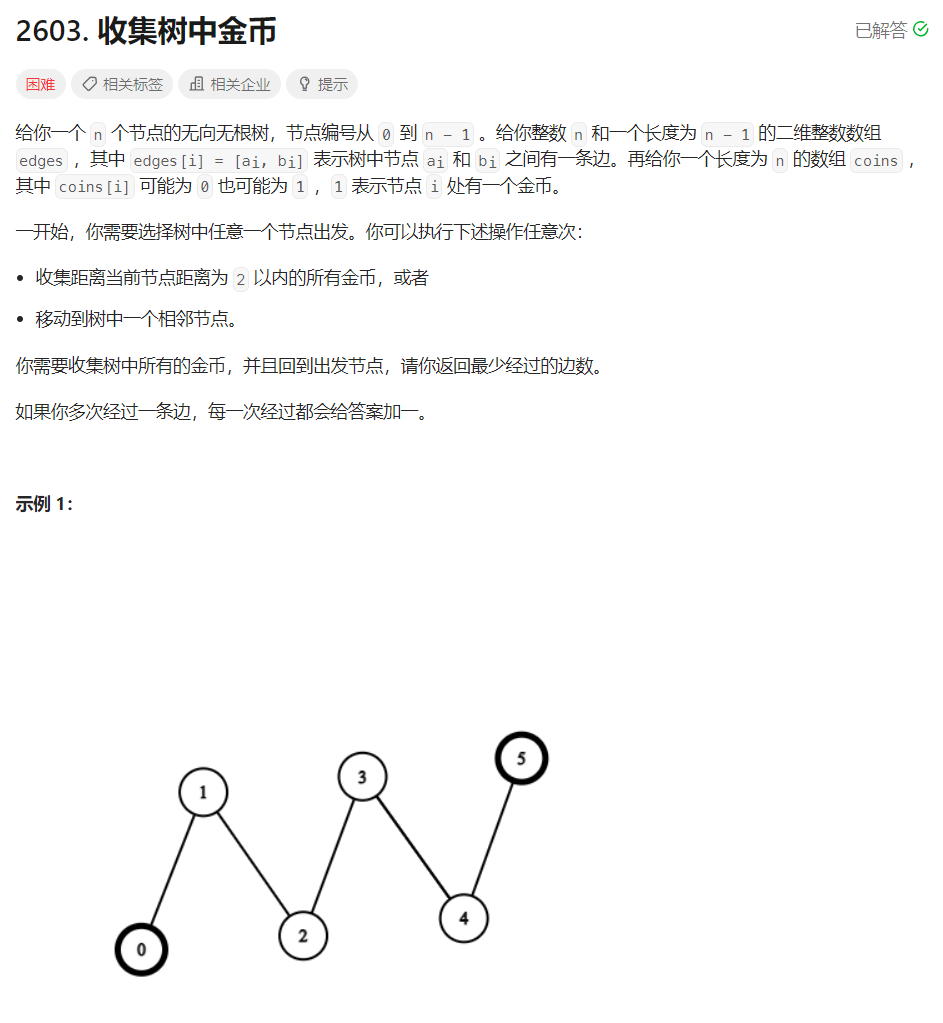 2603. 收集树中金币
已解答
困难 相关标签 相关企业 提示
给你一个 n 个节点的无向无根树，节点编号从 0 到 n - 1 。给你整数 n 和一个长度为 n - 1 的二维整数数组
edges ，其中 edges[i] = [ai, bi] 表示树中节点 ai 和 bi 之间有一条边。再给你一个长度为 n 的数组 coins ，
其中 coins[i] 可能为 0 也可能为 1 ，1 表示节点 i 处有一个金币。
一开始，你需要选择树中任意一个节点出发。你可以执行下述操作任意次：
• 收集距离当前节点距离为 2 以内的所有金币，或者
• 移动到树中一个相邻节点。
你需要收集树中所有的金币，并且回到出发节点，请你返回最少经过的边数。
如果你多次经过一条边，每一次经过都会给答案加一。
示例 1：
5
3
1
4
2
0